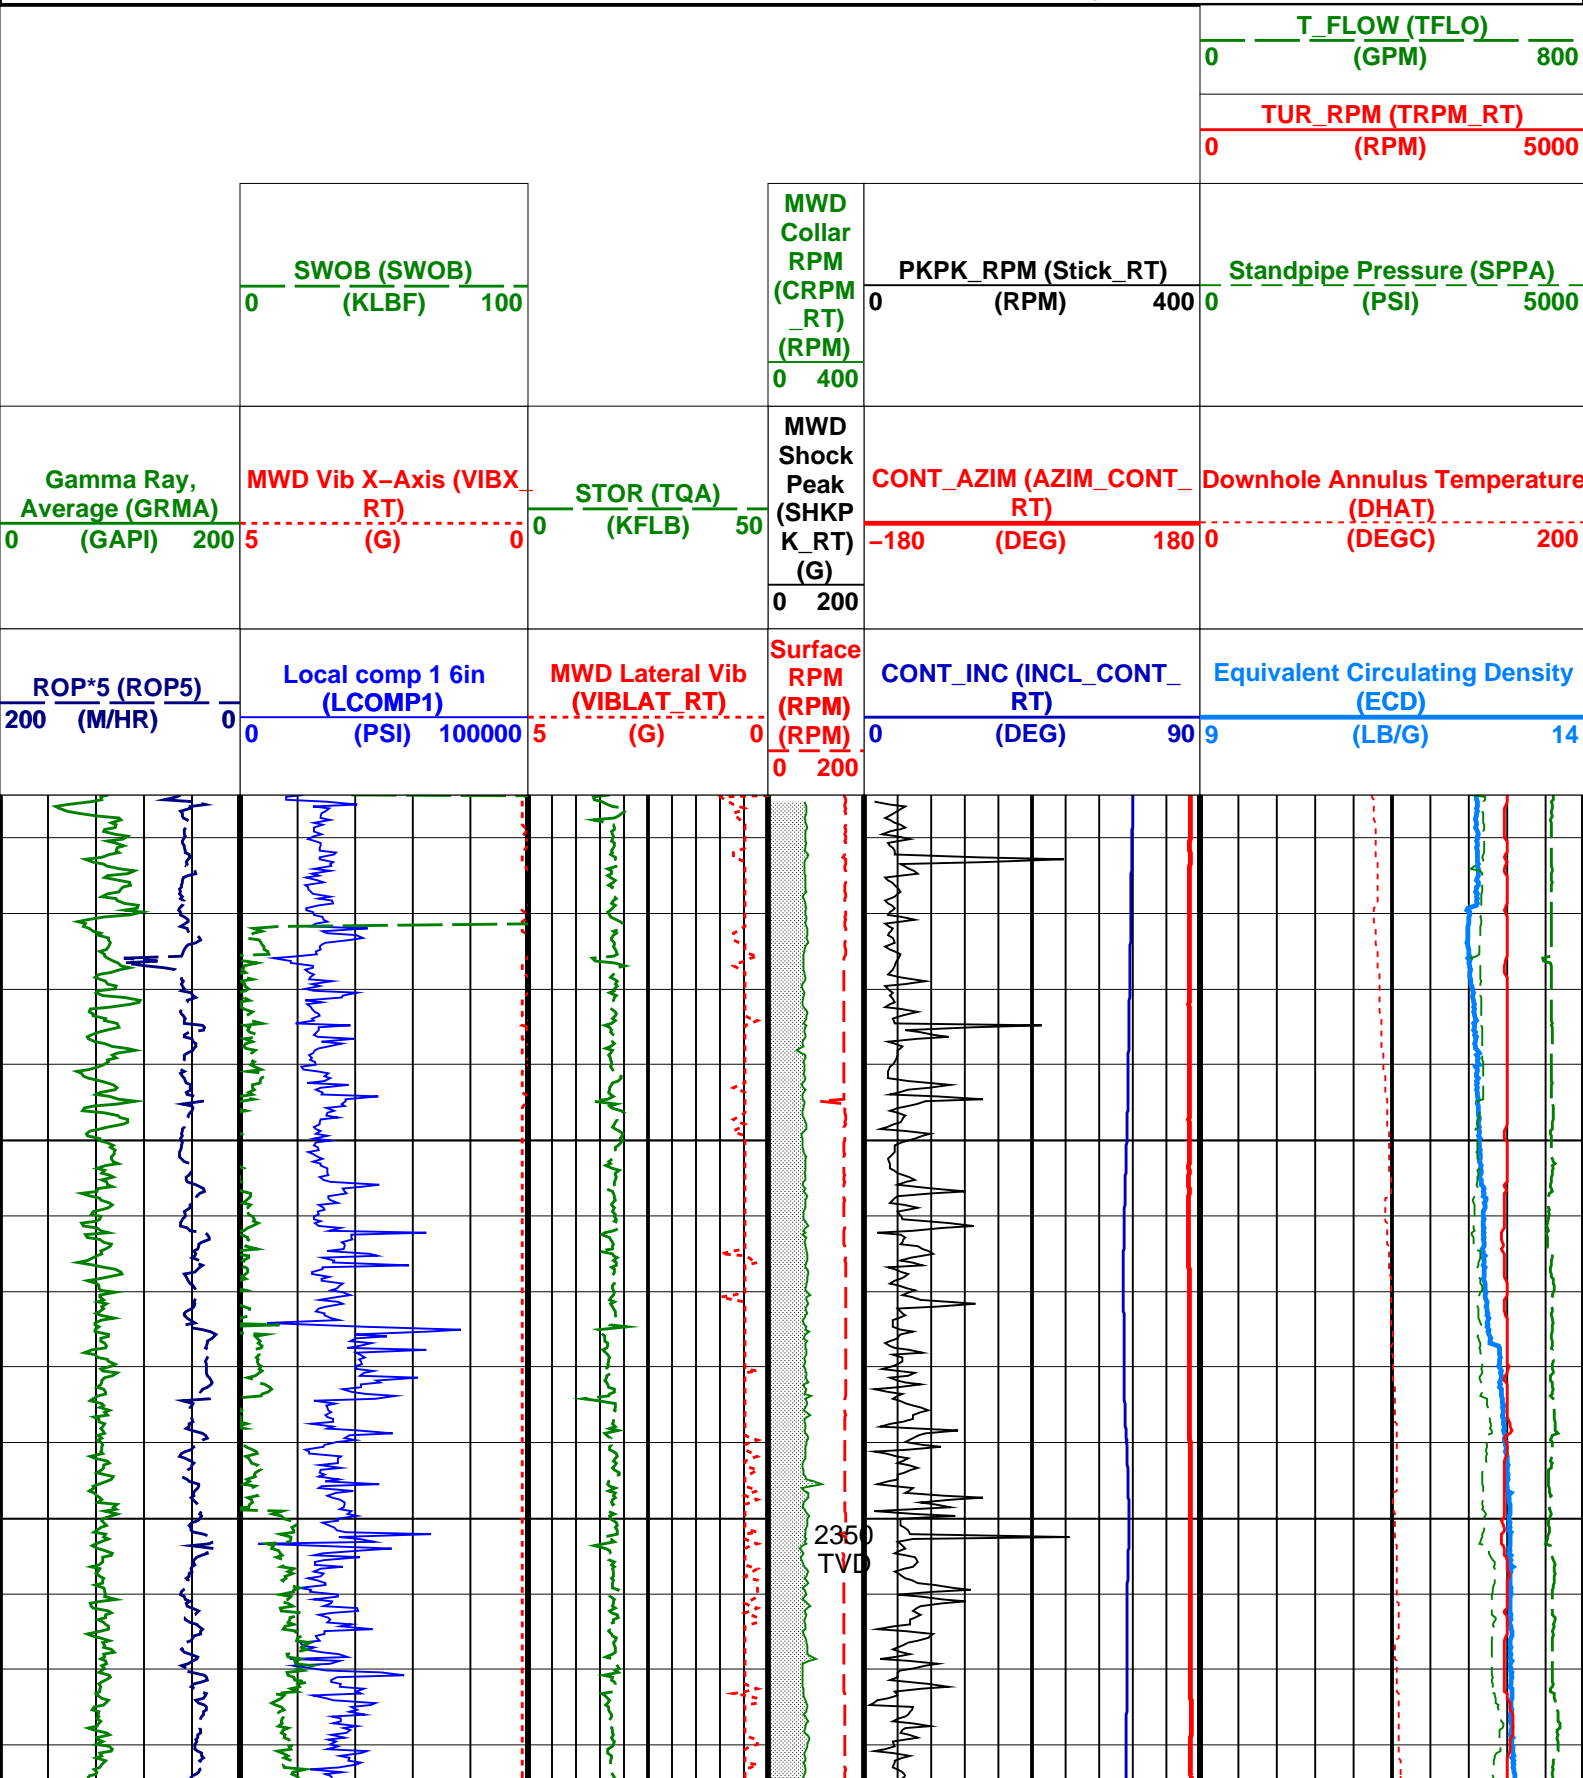 T_FLOW (TFLO)
0 (GPM) 800
TUR_RPM (TRPM_RT)
0 (RPM) 5000
SWOB (SWOB)
0 (KLBF) 100
MWD
Collar
RPM
(CRPM
_RT)
(RPM)
0 400
PKPK_RPM (Stick_RT)
0 (RPM) 400
Standpipe Pressure (SPPA)
0 (PSI) 5000
Gamma Ray,
Average (GRMA)
0 (GAPI) 200
MWD Vib X−Axis (VIBX_
RT)
5 (G) 0
STOR (TQA)
0 (KFLB) 50
MWD
Shock
Peak
(SHKP
K_RT)
(G)
0 200
CONT_AZIM (AZIM_CONT_
RT)
−180 (DEG) 180
Downhole Annulus Temperature
(DHAT)
0 (DEGC) 200
ROP*5 (ROP5)
200 (M/HR) 0
Local comp 1 6in
(LCOMP1)
0 (PSI) 100000
MWD Lateral Vib
(VIBLAT_RT)
5 (G) 0
Surface
RPM
(RPM)
(RPM)
0 200
CONT_INC (INCL_CONT_
RT)
0 (DEG) 90
Equivalent Circulating Density
(ECD)
9 (LB/G) 14
2350
TVD